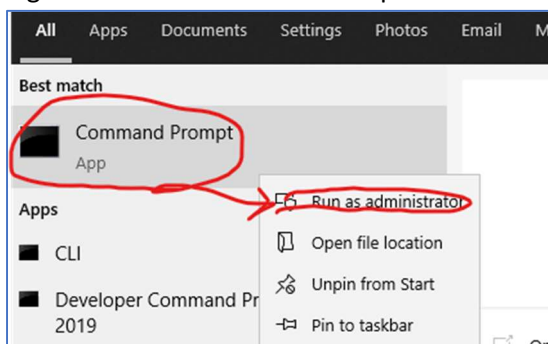 All Apps Documents Settings Photos Email
Best match
Command Prompt
App
Run as administrator
Apps
Open file location
CLI
Unpin from Start
Developer Command Pr
2019
Pin to taskbar